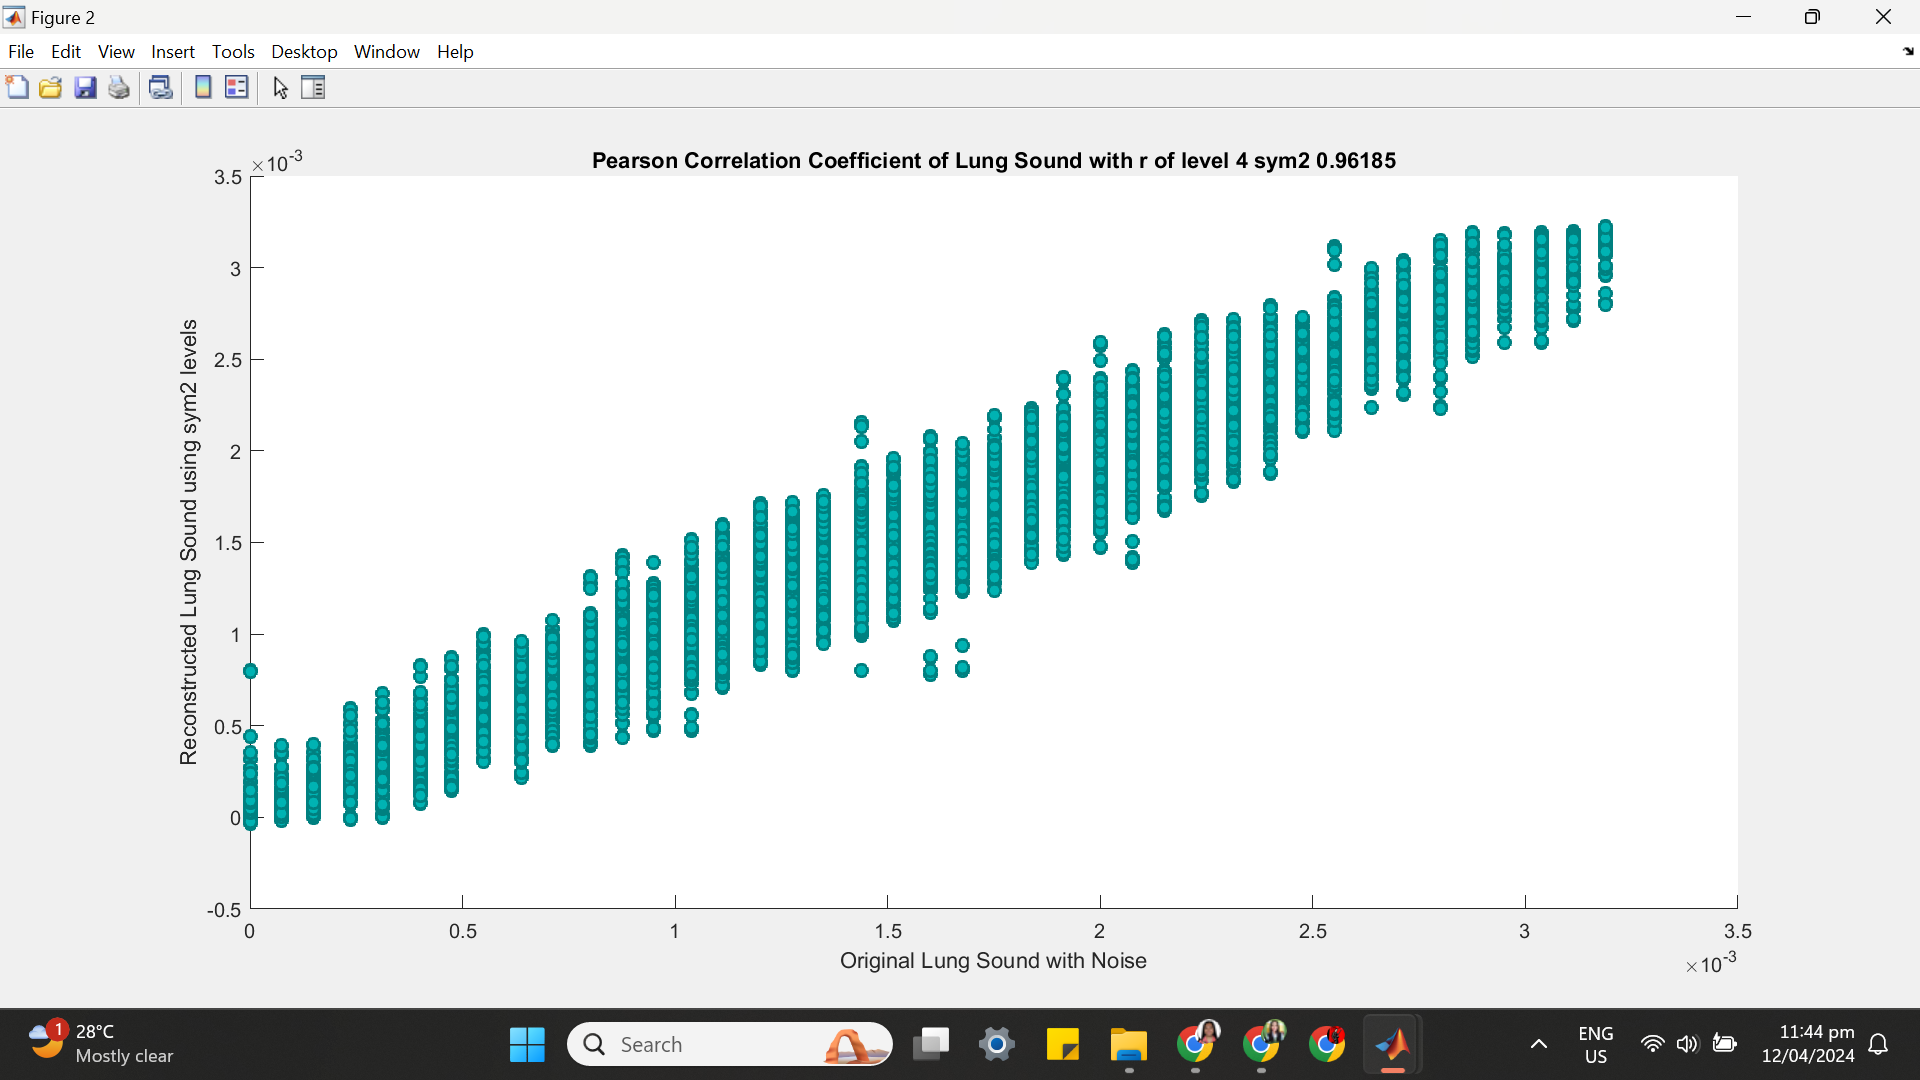 Figure 2
File Edit View Insert Tools Desktop Window Help
×10-3
Pearson Correlation Coefficient of Lung Sound with r of level 4 sym2 0.96185
3.5
3
2.5
2
1.5
1
0.5
0
-0.5
Reconstructed Lung Sound using sym2 levels
0 0.5 1 1.5 2 2.5 3 3.5
Original Lung Sound with Noise
×10-3
1
28°C
Mostly clear
Search
ENG
US
11:44 pm
12/04/2024